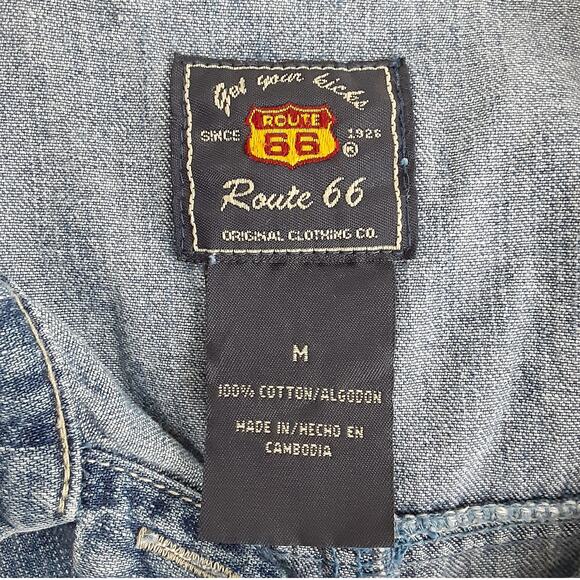 Get your kicks
ROUTE
SINCE 66 ® 1926
Route 66
ORIGINAL CLOTHING CO.
M
100% COTTON/ALGODON
MADE IN/HECHO EN
CAMBODIA